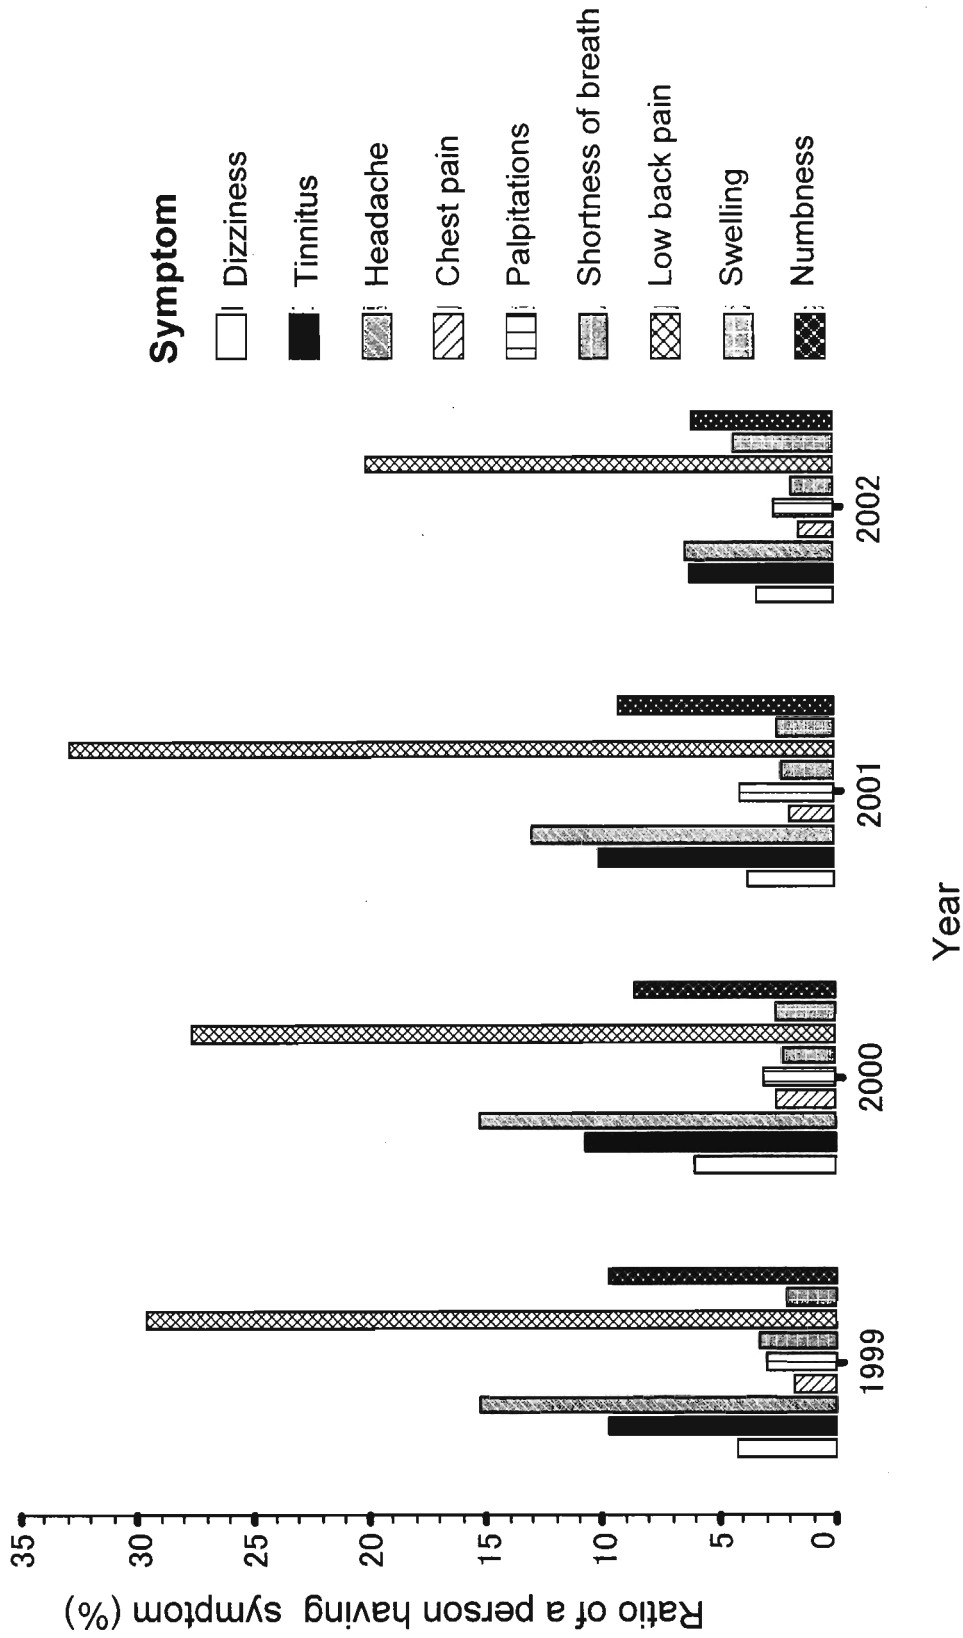 Ratio of a person having symptom (%)
35
30
25
20
15
10
5
0
1999
2000
2001
2002
Year
Symptom
Dizziness
Tinnitus
Headache
Chest pain
Palpitations
Shortness of breath
Low back pain
Swelling
Numbness